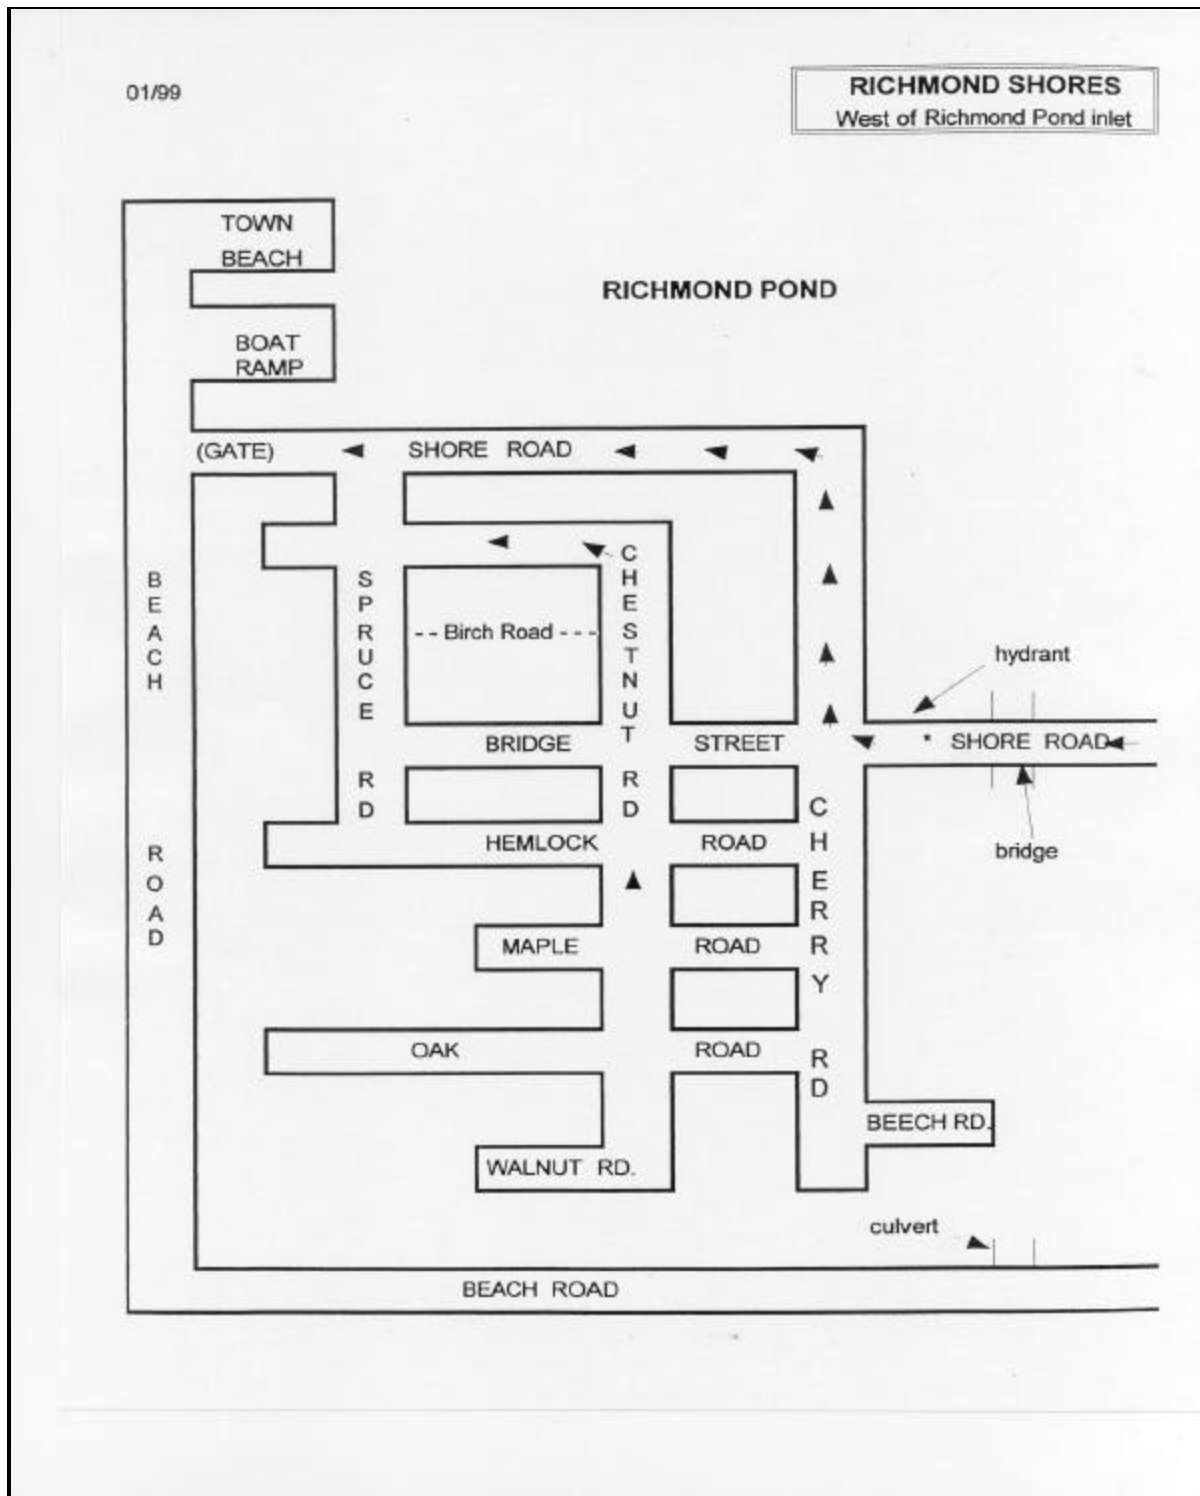 01/99
RICHMOND SHORES
West of Richmond Pond inlet
TOWN
BEACH
RICHMOND POND
BOAT
RAMP
(GATE)
SHORE ROAD
CHESTNUT RD
SPRUCE RD
BEACH ROAD
-- Birch Road ---
hydrant
BRIDGE STREET
* SHORE ROAD
CHERRY RD
HEMLOCK ROAD
bridge
MAPLE ROAD
OAK ROAD
BEECH RD.
WALNUT RD.
culvert
BEACH ROAD